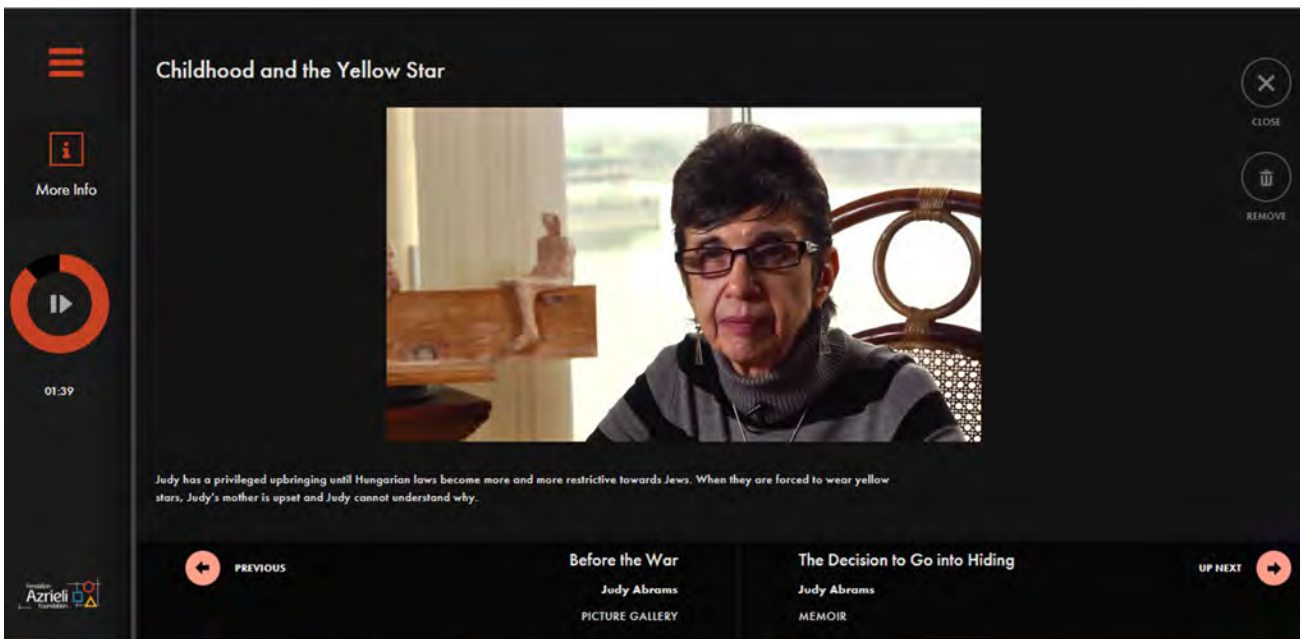 Childhood and the Yellow Star
CLOSE
More Info
REMOVE
01:39
Judy has a privileged upbringing until Hungarian laws become more and more restrictive towards Jews. When they are forced to wear yellow
stars, Judy's mother is upset and Judy cannot understand why.
PREVIOUS
Before the War
Judy Abrams
PICTURE GALLERY
The Decision to Go into Hiding
Judy Abrams
MEMOIR
UP NEXT
Fondation
Azrieli
Foundation